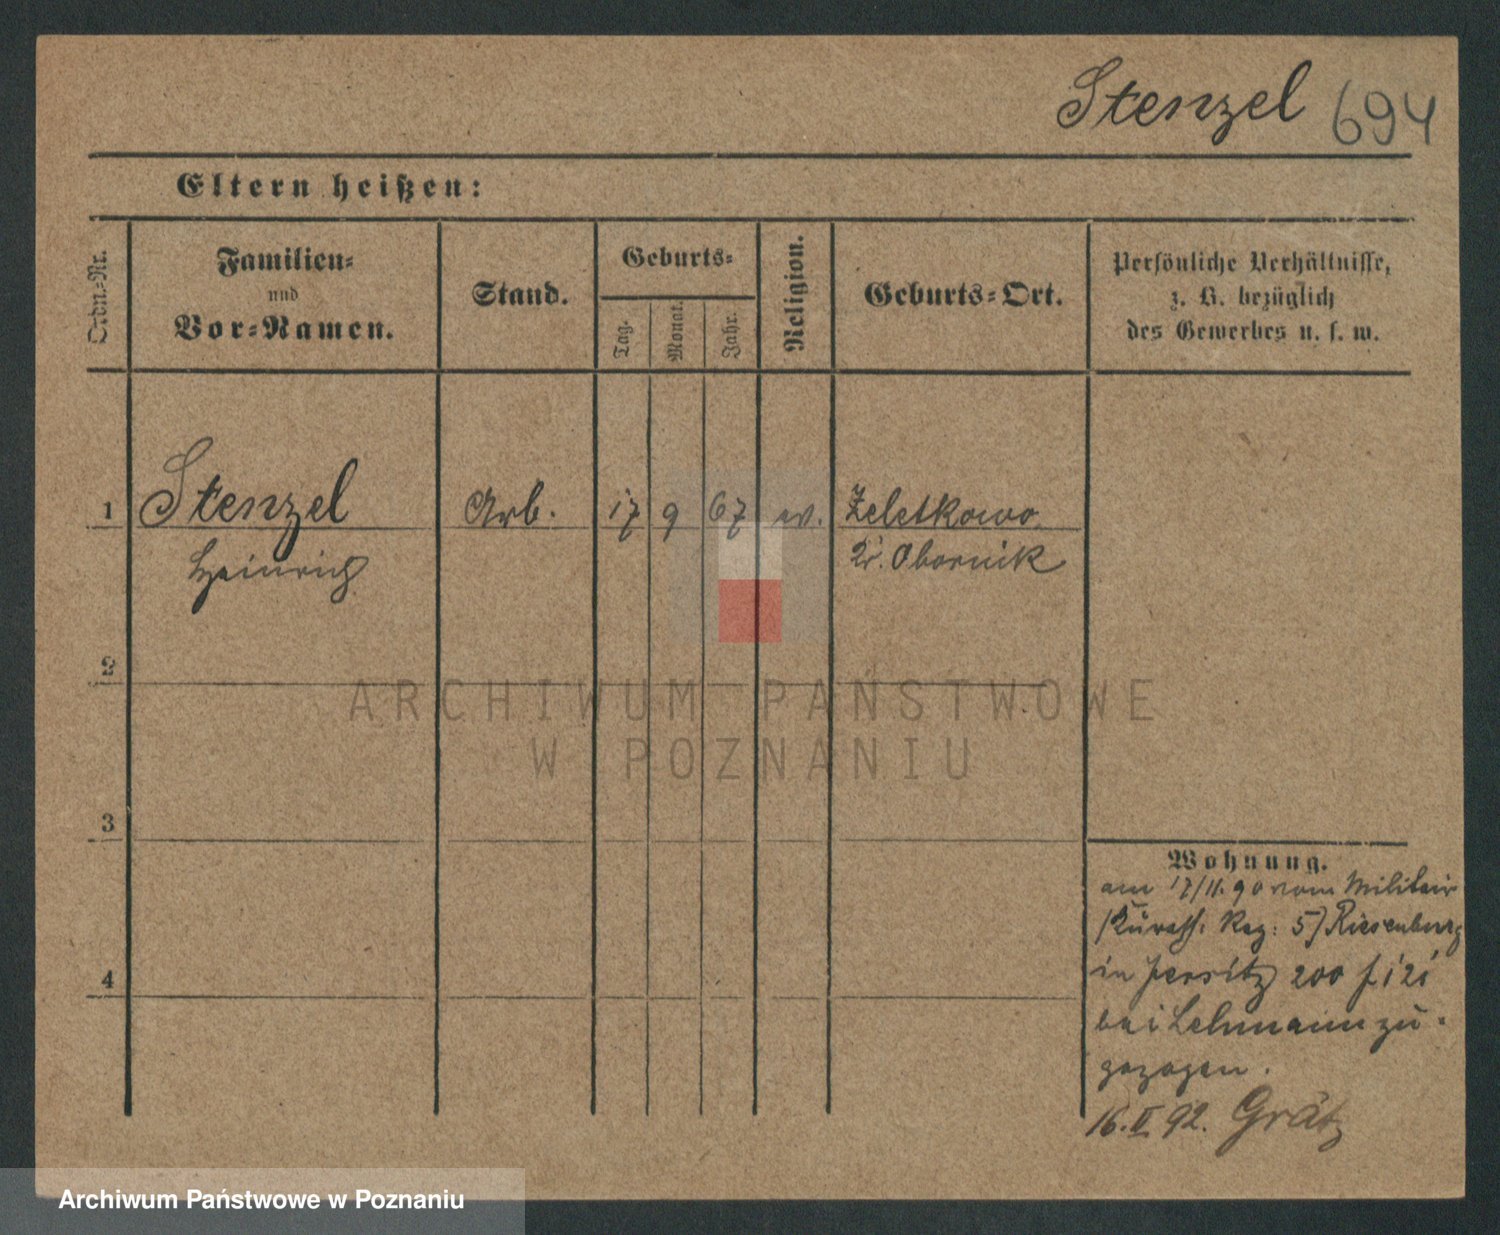 Stenzel 694
Eltern heißen:
Ordn.-Nr.
Familien-
und
Vor-Namen.
Stand.
Geburts-
Tag.
Monat.
Jahr.
Religion.
Geburts-Ort.
Persönliche Verhältnisse,
z. B. bezüglich
des Gewerbes u. s. w.
1 Stenzel Arb. 17 9 67 ev. Zeletkowo
Heinrich Kr. Obornik
2
3
4
Wohnung.
am 17/11. 90 vom Militair
(Kürass: Reg: 5) Riesenburg
in Jersitz 200
bei Lehmann zu-
gezogen.
16. II. 92. Grätz
ARCHIWUM PAŃSTWOWE
W POZNANIU
Archiwum Państwowe w Poznaniu